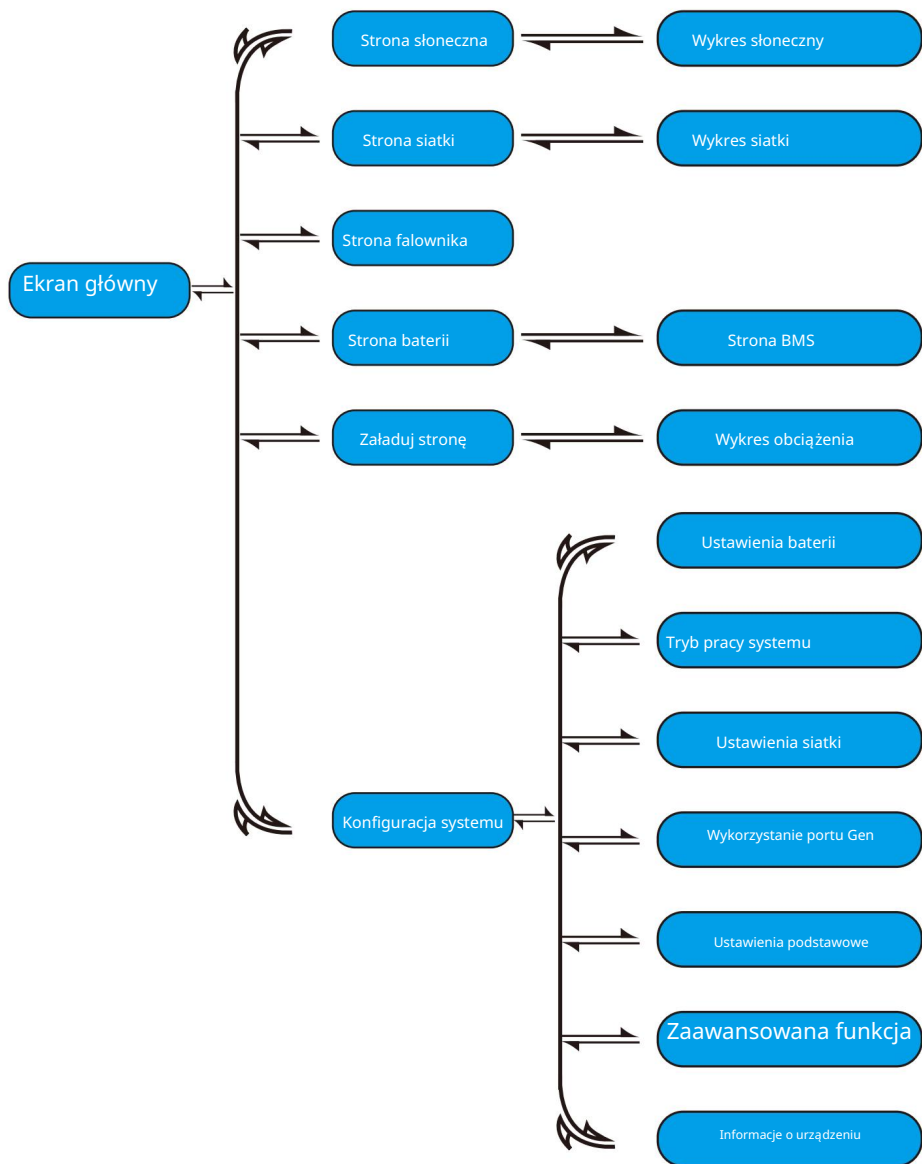 Strona słoneczna
Wykres słoneczny
Strona siatki
Wykres siatki
Strona falownika
Ekran główny
Strona baterii
Strona BMS
Załaduj stronę
Wykres obciążenia
Ustawienia baterii
Tryb pracy systemu
Ustawienia siatki
Konfiguracja systemu
Wykorzystanie portu Gen
Ustawienia podstawowe
Zaawansowana funkcja
Informacje o urządzeniu